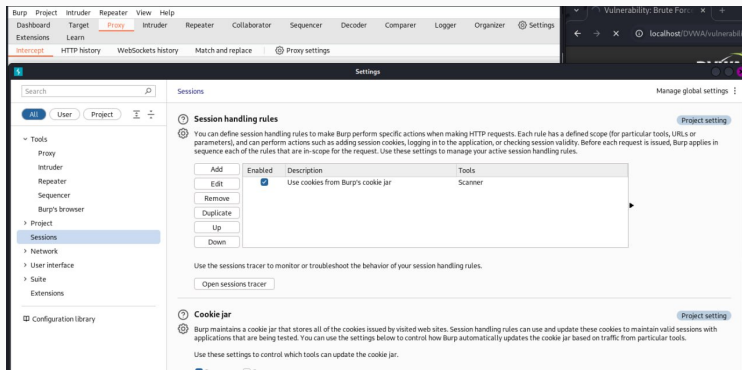 Burp Project Intruder Repeater View Help
Dashboard Target Proxy Intruder Repeater Collaborator Sequencer Decoder Comparer Logger Organizer Settings
Extensions Learn
Intercept HTTP history WebSockets history Match and replace Proxy settings
Vulnerability: Brute Forc
localhost/DVWA/vulnerabili
Settings
Search
Sessions
Manage global settings
All User Project
Tools
Proxy
Intruder
Repeater
Sequencer
Burp's browser
Project
Sessions
Network
User interface
Suite
Extensions
Configuration library
Session handling rules
Project setting
You can define session handling rules to make Burp perform specific actions when making HTTP requests. Each rule has a defined scope (for particular tools, URLs or
parameters), and can perform actions such as adding session cookies, logging in to the application, or checking session validity. Before each request is issued, Burp applies in
sequence each of the rules that are in-scope for the request. Use these settings to manage your active session handling rules.
Add
Edit
Remove
Duplicate
Up
Down
Enabled Description Tools
Use cookies from Burp's cookie jar Scanner
Use the sessions tracer to monitor or troubleshoot the behavior of your session handling rules.
Open sessions tracer
Cookie jar
Project setting
Burp maintains a cookie jar that stores all of the cookies issued by visited web sites. Session handling rules can use and update these cookies to maintain valid sessions with
applications that are being tested. You can use the settings below to control how Burp automatically updates the cookie jar based on traffic from particular tools.
Use these settings to control which tools can update the cookie jar.